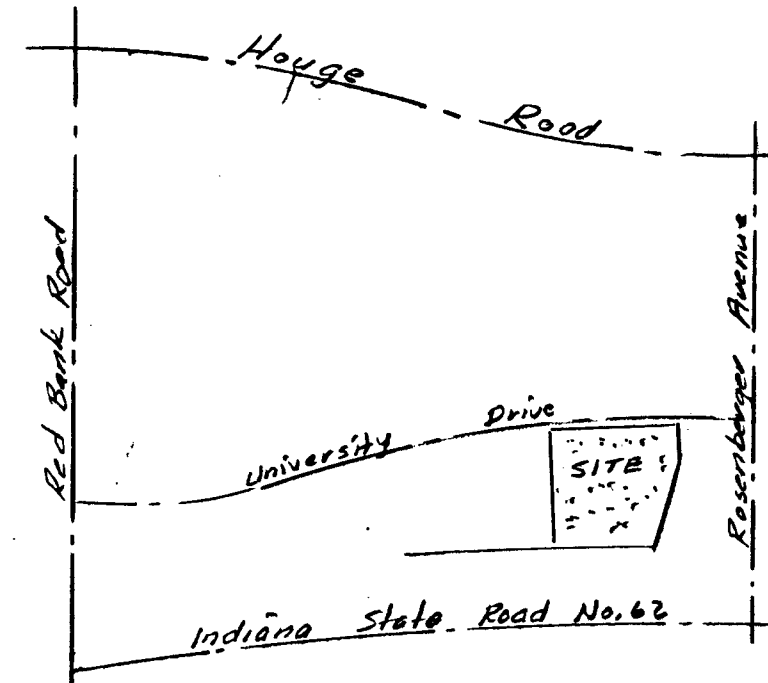 Houge Road
Red Bank Road
Rosenberger Avenue
University Drive
SITE
Indiana State Road No. 62